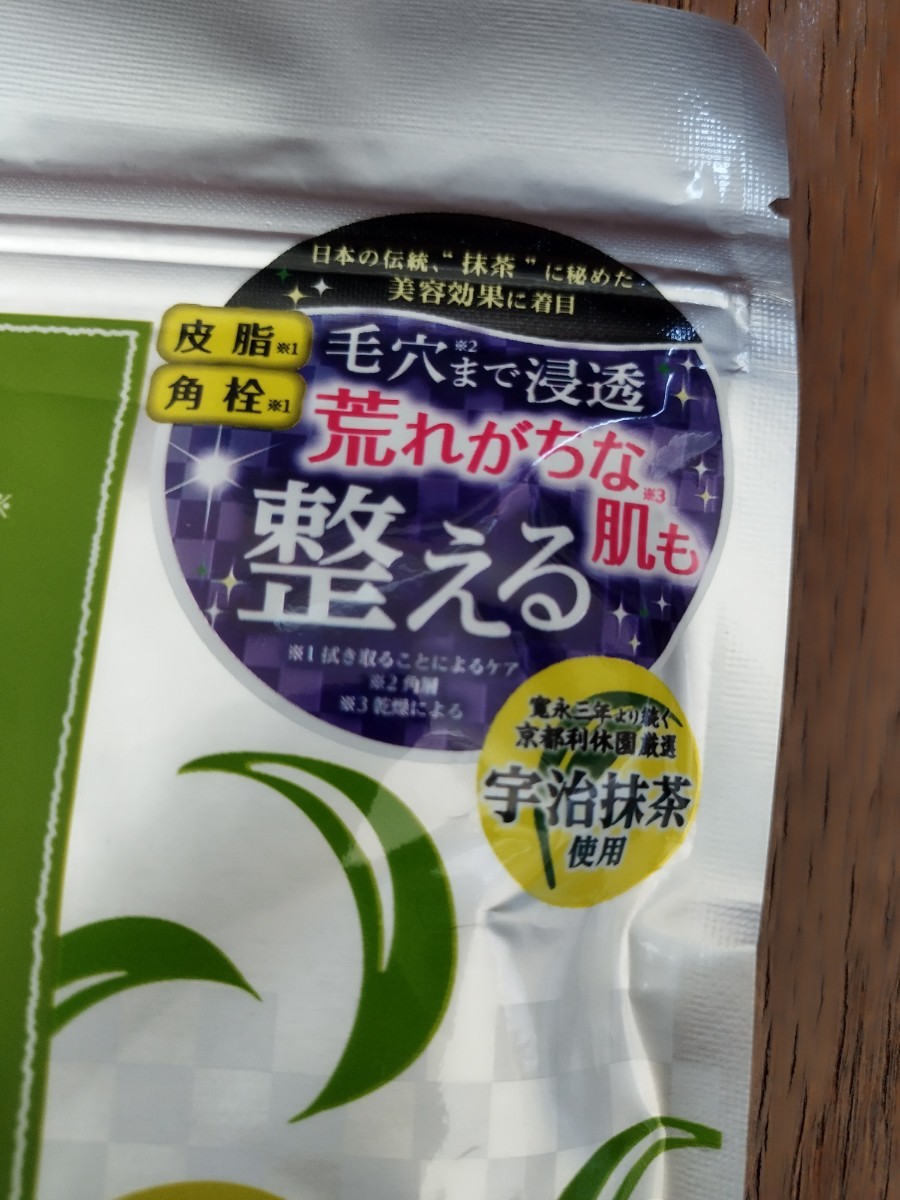 日本の伝統、“抹茶”に秘めた
美容効果に着目
皮脂※1
角栓※1
毛穴※2まで浸透
荒れがちな
肌※3も
整える
※1 拭き取ることによるケア
※2 角層
※3 乾燥による
寛永三年より続く
京都利休園厳選
宇治抹茶
使用
※